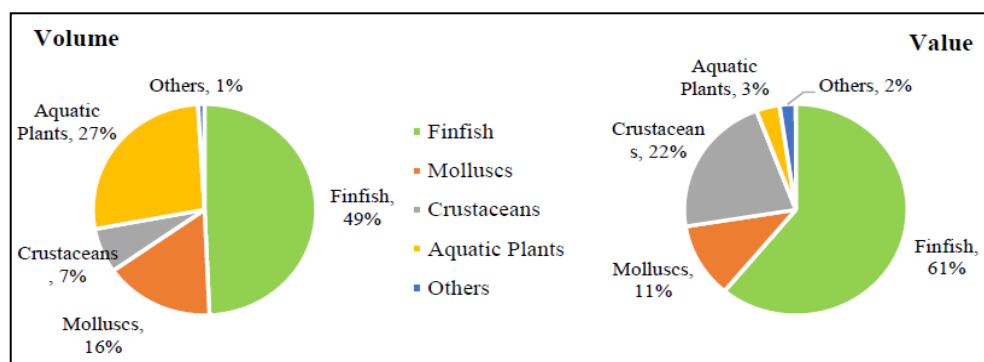 Volume
Others, 1%
Aquatic
Plants, 27%
Finfish,
49%
Crustaceans
, 7%
Molluscs,
16%
Finfish
Molluscs
Crustaceans
Aquatic Plants
Others
Value
Aquatic
Plants, 3%
Others, 2%
Crustacean
s, 22%
Finfish,
61%
Molluscs,
11%